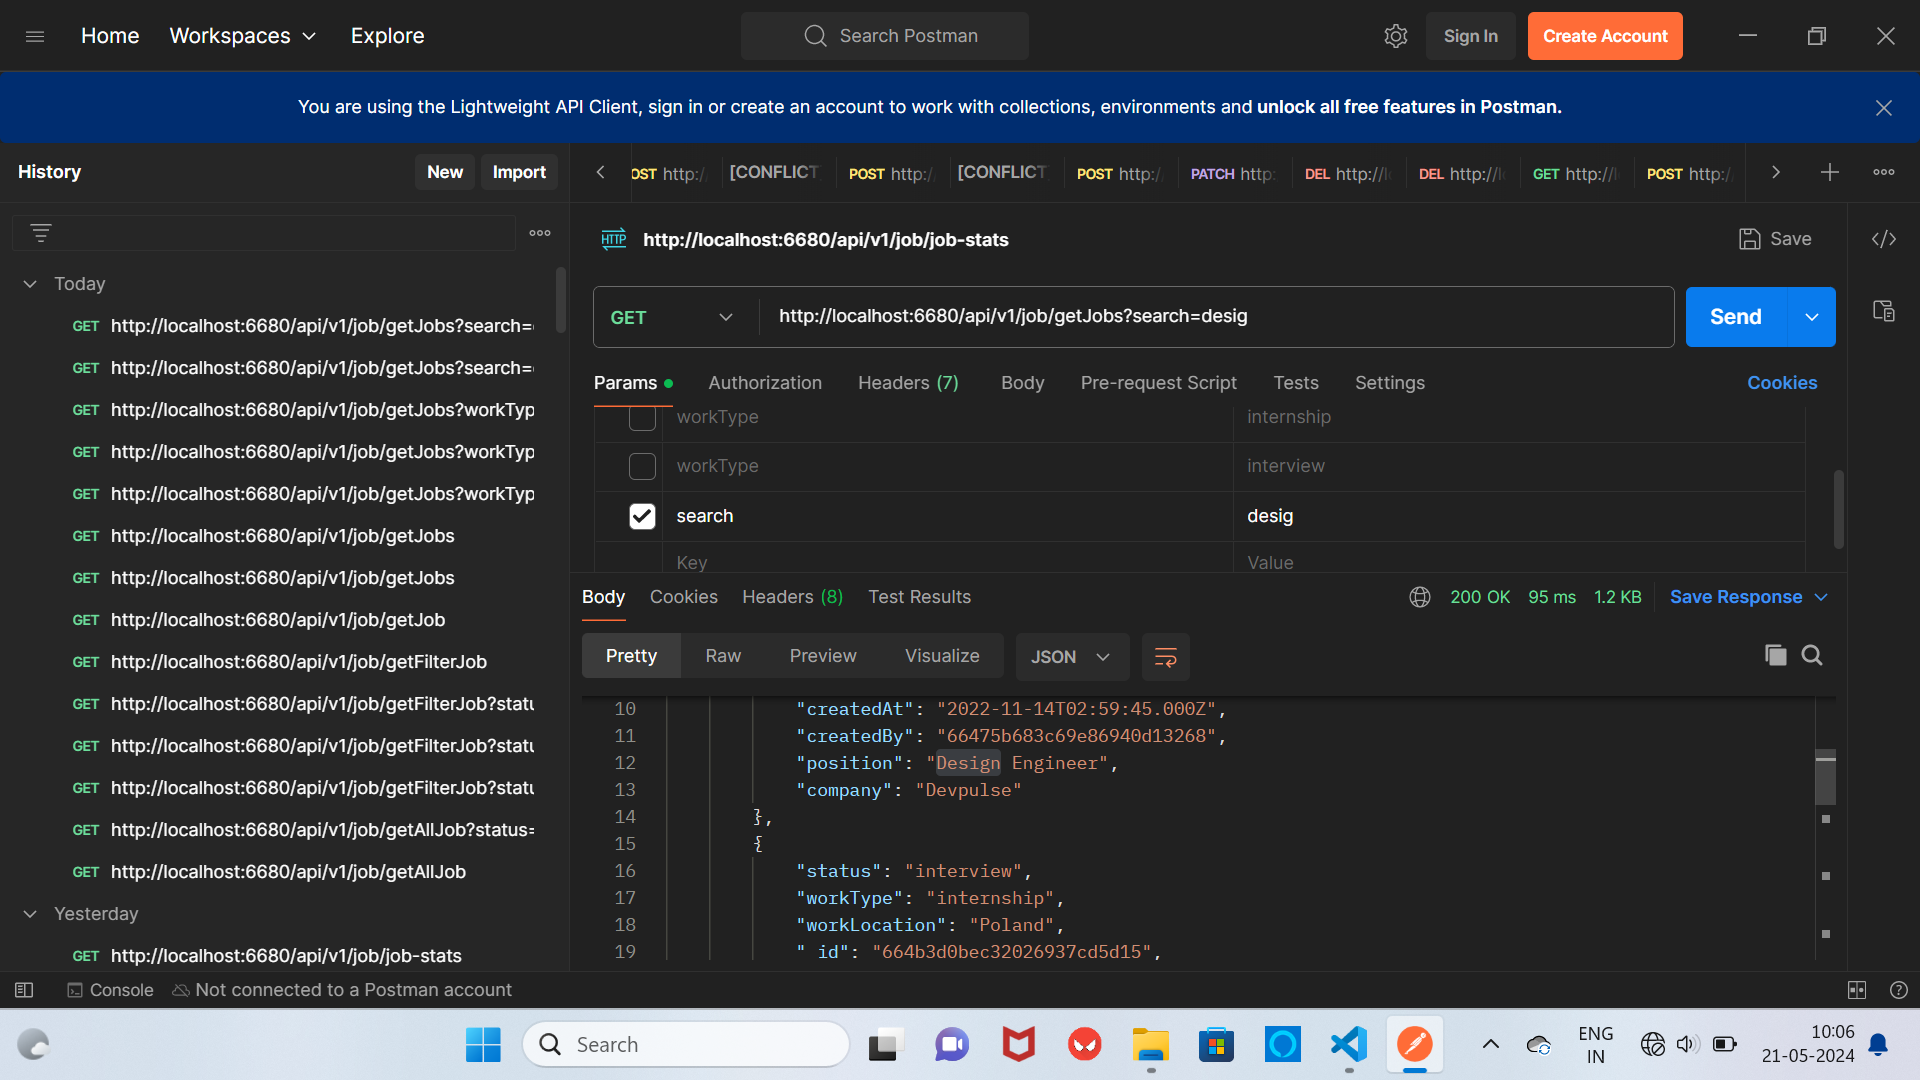 Home
Workspaces
Explore
Search Postman
Sign In
Create Account
You are using the Lightweight API Client, sign in or create an account to work with collections, environments and unlock all free features in Postman.
History
New
Import
OST http:/
[CONFLICT
POST http:/
[CONFLICT
POST http:/
PATCH http:
DEL http://l
DEL http://l
GET http://l
POST http:/
HTTP
http://localhost:6680/api/v1/job/job-stats
Save
GET
http://localhost:6680/api/v1/job/getJobs?search=desig
Send
Params
Authorization
Headers (7)
Body
Pre-request Script
Tests
Settings
Cookies
workType
internship
workType
interview
search
desig
Key
Value
Today
GET http://localhost:6680/api/v1/job/getJobs?search=
GET http://localhost:6680/api/v1/job/getJobs?search=
GET http://localhost:6680/api/v1/job/getJobs?workTyp
GET http://localhost:6680/api/v1/job/getJobs?workTyp
GET http://localhost:6680/api/v1/job/getJobs?workTyp
GET http://localhost:6680/api/v1/job/getJobs
GET http://localhost:6680/api/v1/job/getJobs
GET http://localhost:6680/api/v1/job/getJob
GET http://localhost:6680/api/v1/job/getFilterJob
GET http://localhost:6680/api/v1/job/getFilterJob?statu
GET http://localhost:6680/api/v1/job/getFilterJob?statu
GET http://localhost:6680/api/v1/job/getFilterJob?statu
GET http://localhost:6680/api/v1/job/getAllJob?status=
GET http://localhost:6680/api/v1/job/getAllJob
Yesterday
GET http://localhost:6680/api/v1/job/job-stats
Body
Cookies
Headers (8)
Test Results
200 OK
95 ms
1.2 KB
Save Response
Pretty
Raw
Preview
Visualize
JSON
10 "createdAt": "2022-11-14T02:59:45.000Z",
11 "createdBy": "66475b683c69e86940d13268",
12 "position": "Design Engineer",
13 "company": "Devpulse"
14 },
15 {
16 "status": "interview",
17 "workType": "internship",
18 "workLocation": "Poland",
19 "_id": "664b3d0bec32026937cd5d15",
Console
Not connected to a Postman account
Search
ENG
IN
10:06
21-05-2024